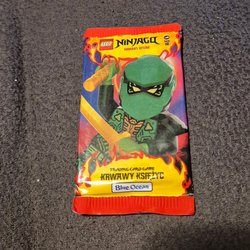 LEGO NINJAGO
TRADING CARD GAME
KRWAWY KSIĘŻYC
Blue Ocean